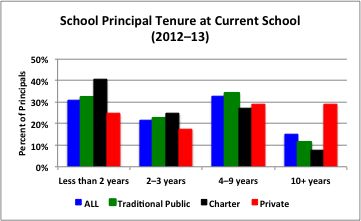 School Principal Tenure at Current School
(2012–13)
Percent of Principals
50%
40%
30%
20%
10%
0%
Less than 2 years 2–3 years 4–9 years 10+ years
ALL Traditional Public Charter Private